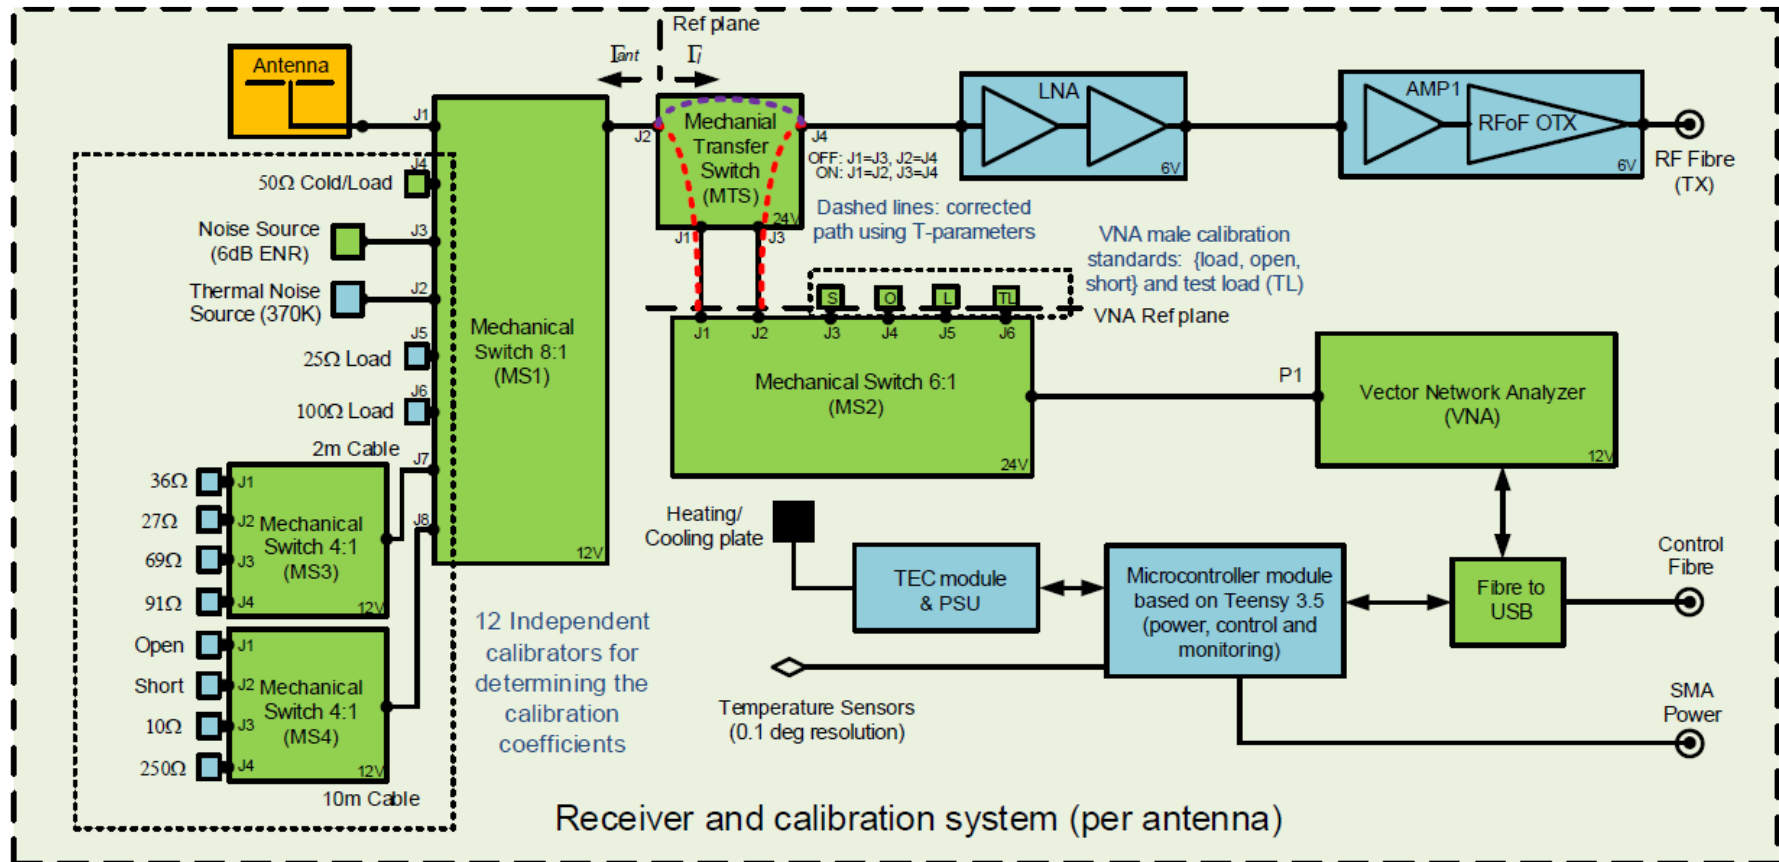 Ref plane
Γant
Γl
Antenna
J1
J4
50Ω Cold/Load
Noise Source
(6dB ENR)
J3
Thermal Noise
Source (370K)
J2
J5
25Ω Load
J6
100Ω Load
2m Cable
J7
J8
Mechanical
Switch 8:1
(MS1)
12V
36Ω
27Ω
69Ω
91Ω
J1
J2
J3
J4
Mechanical
Switch 4:1
(MS3)
12V
Open
Short
10Ω
250Ω
J1
J2
J3
J4
Mechanical
Switch 4:1
(MS4)
12V
10m Cable
12 Independent
calibrators for
determining the
calibration
coefficients
J2
Mechanial
Transfer
Switch
(MTS)
24V
J4
J1
J3
OFF: J1=J3, J2=J4
ON: J1=J2, J3=J4
Dashed lines: corrected
path using T-parameters
LNA
6V
AMP1
RFoF OTX
6V
RF Fibre
(TX)
VNA male calibration
standards: {load, open,
short} and test load (TL)
S
O
L
TL
VNA Ref plane
J1
J2
J3
J4
J5
J6
Mechanical Switch 6:1
(MS2)
24V
P1
Vector Network Analyzer
(VNA)
12V
Heating/
Cooling plate
TEC module
& PSU
Microcontroller module
based on Teensy 3.5
(power, control and
monitoring)
Fibre to
USB
Control
Fibre
SMA
Power
Temperature Sensors
(0.1 deg resolution)
Receiver and calibration system (per antenna)